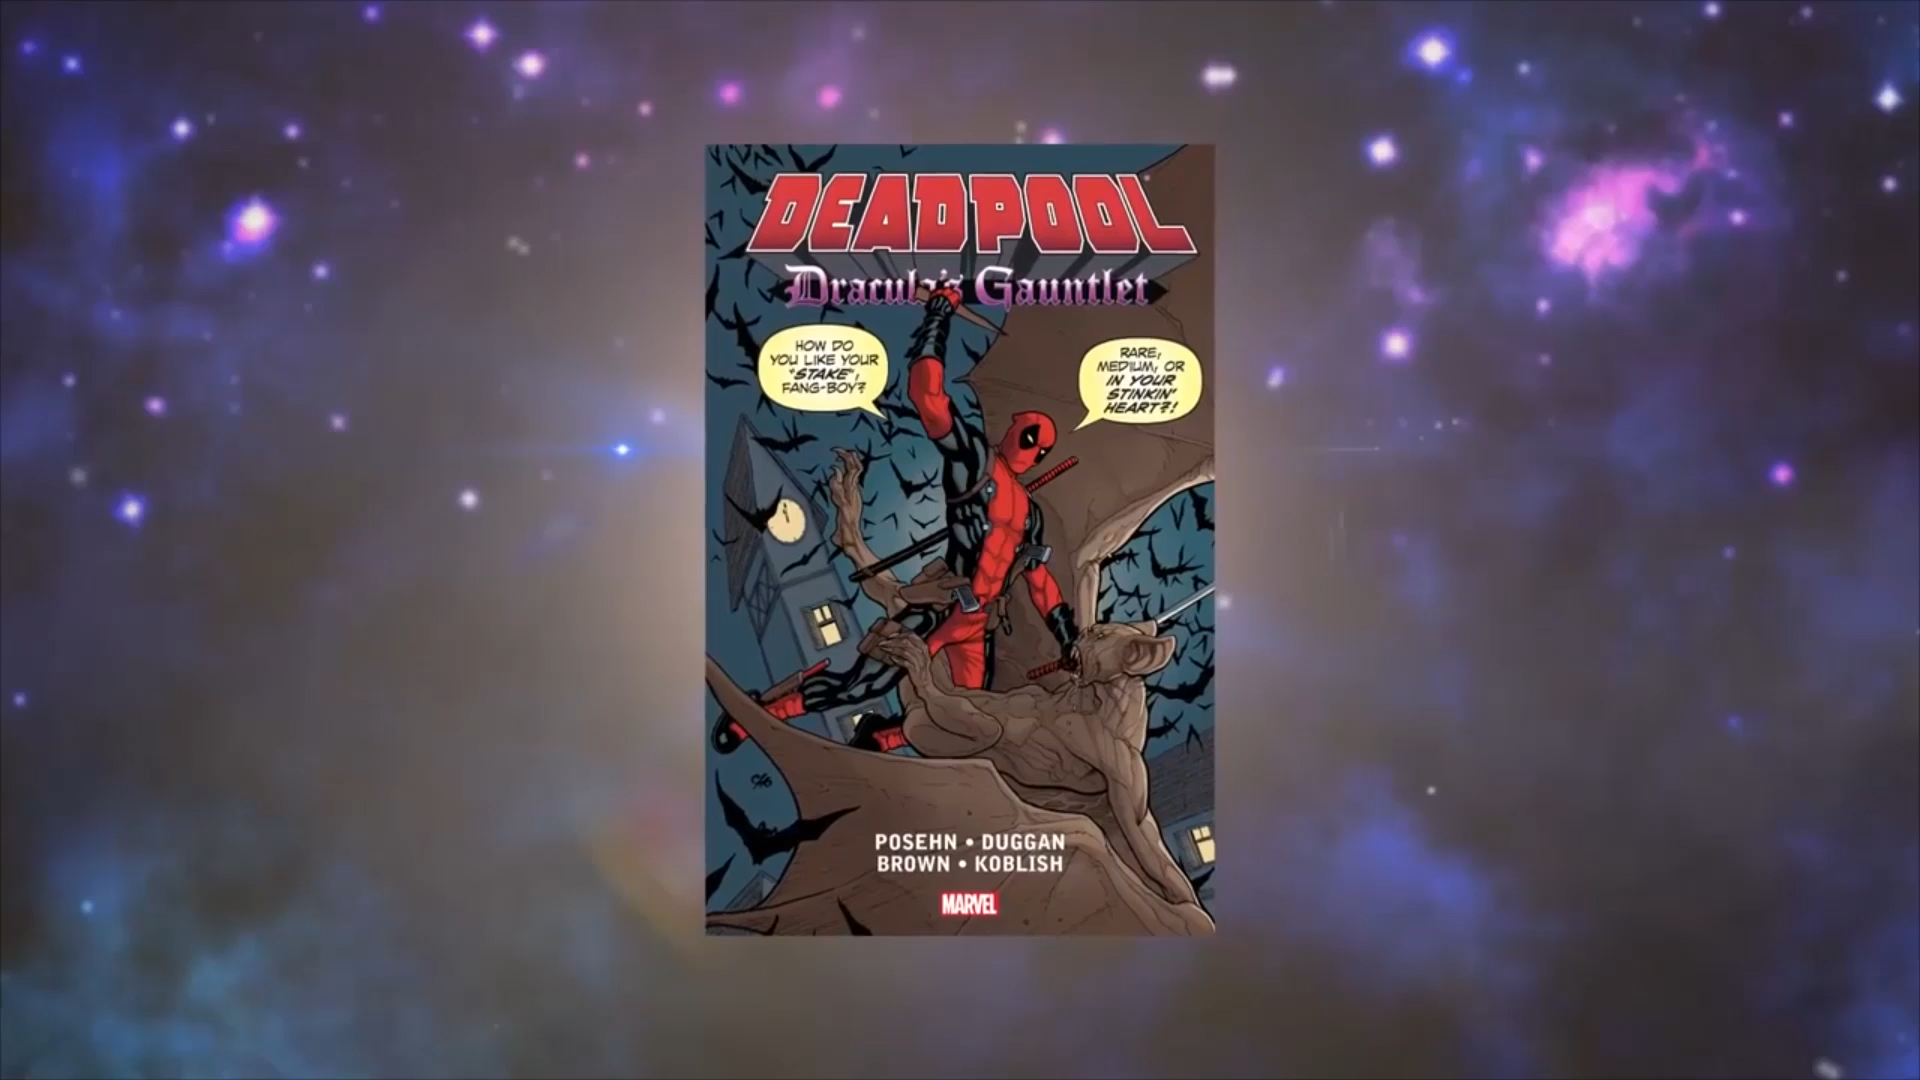 DEADPOOL
Dracula's Gauntlet
HOW DO
YOU LIKE YOUR
"STAKE",
FANG-BOY?
RARE,
MEDIUM, OR
IN YOUR
STINKIN'
HEART?!
POSEHN • DUGGAN
BROWN • KOBLISH
MARVEL